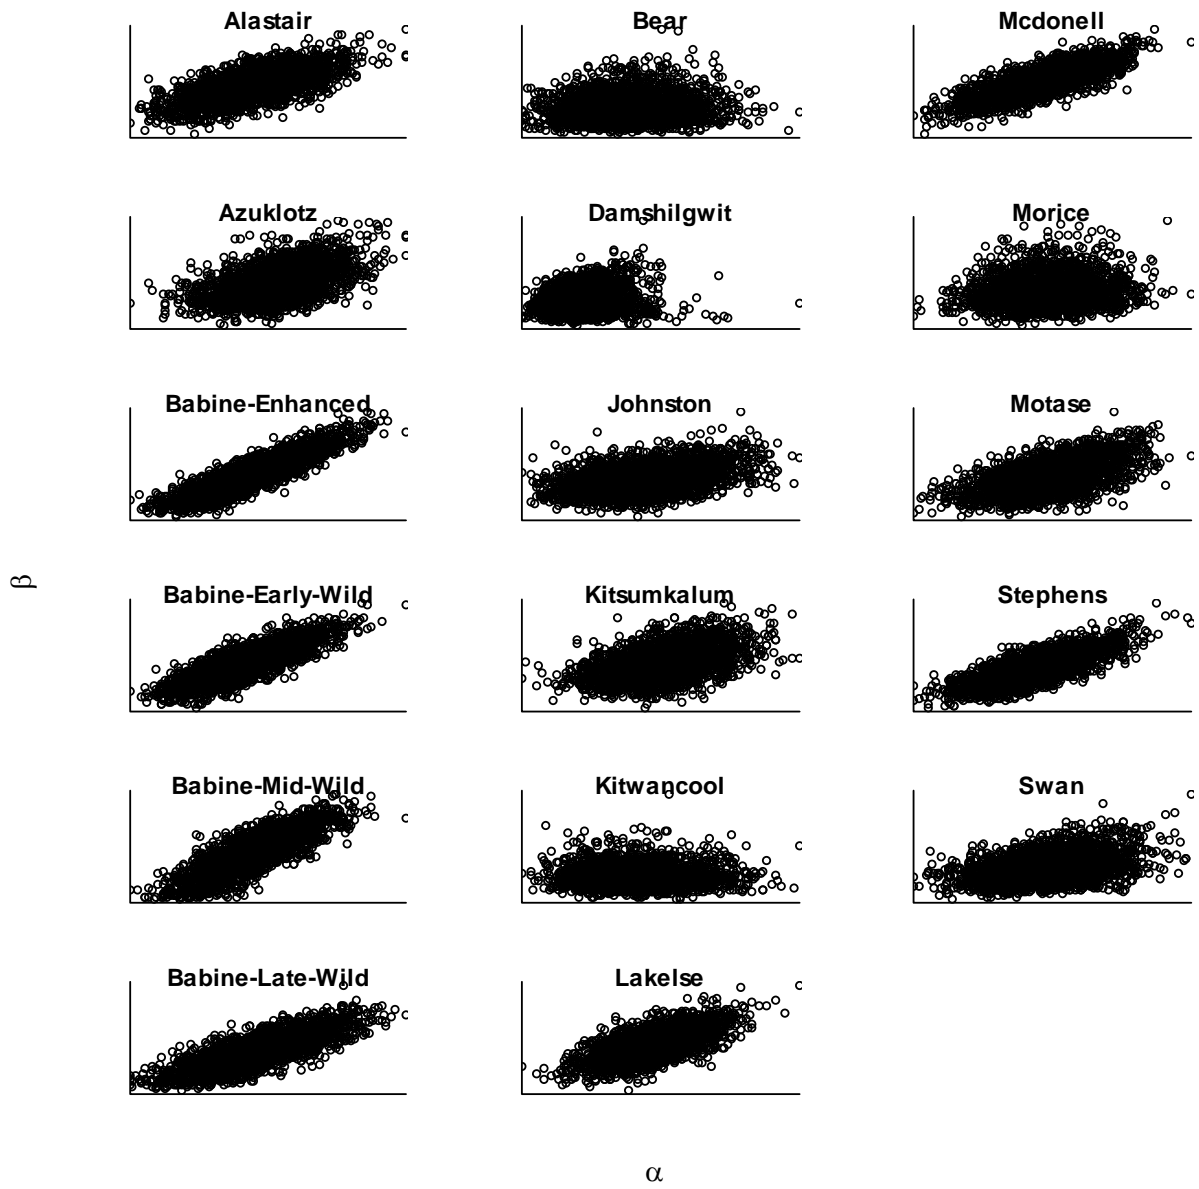 Alastair
Bear
Mcdonell
Azuklotz
Damshilgwit
Morice
Babine-Enhanced
Johnston
Motase
β
Babine-Early-Wild
Kitsumkalum
Stephens
Babine-Mid-Wild
Kitwancool
Swan
Babine-Late-Wild
Lakelse
α